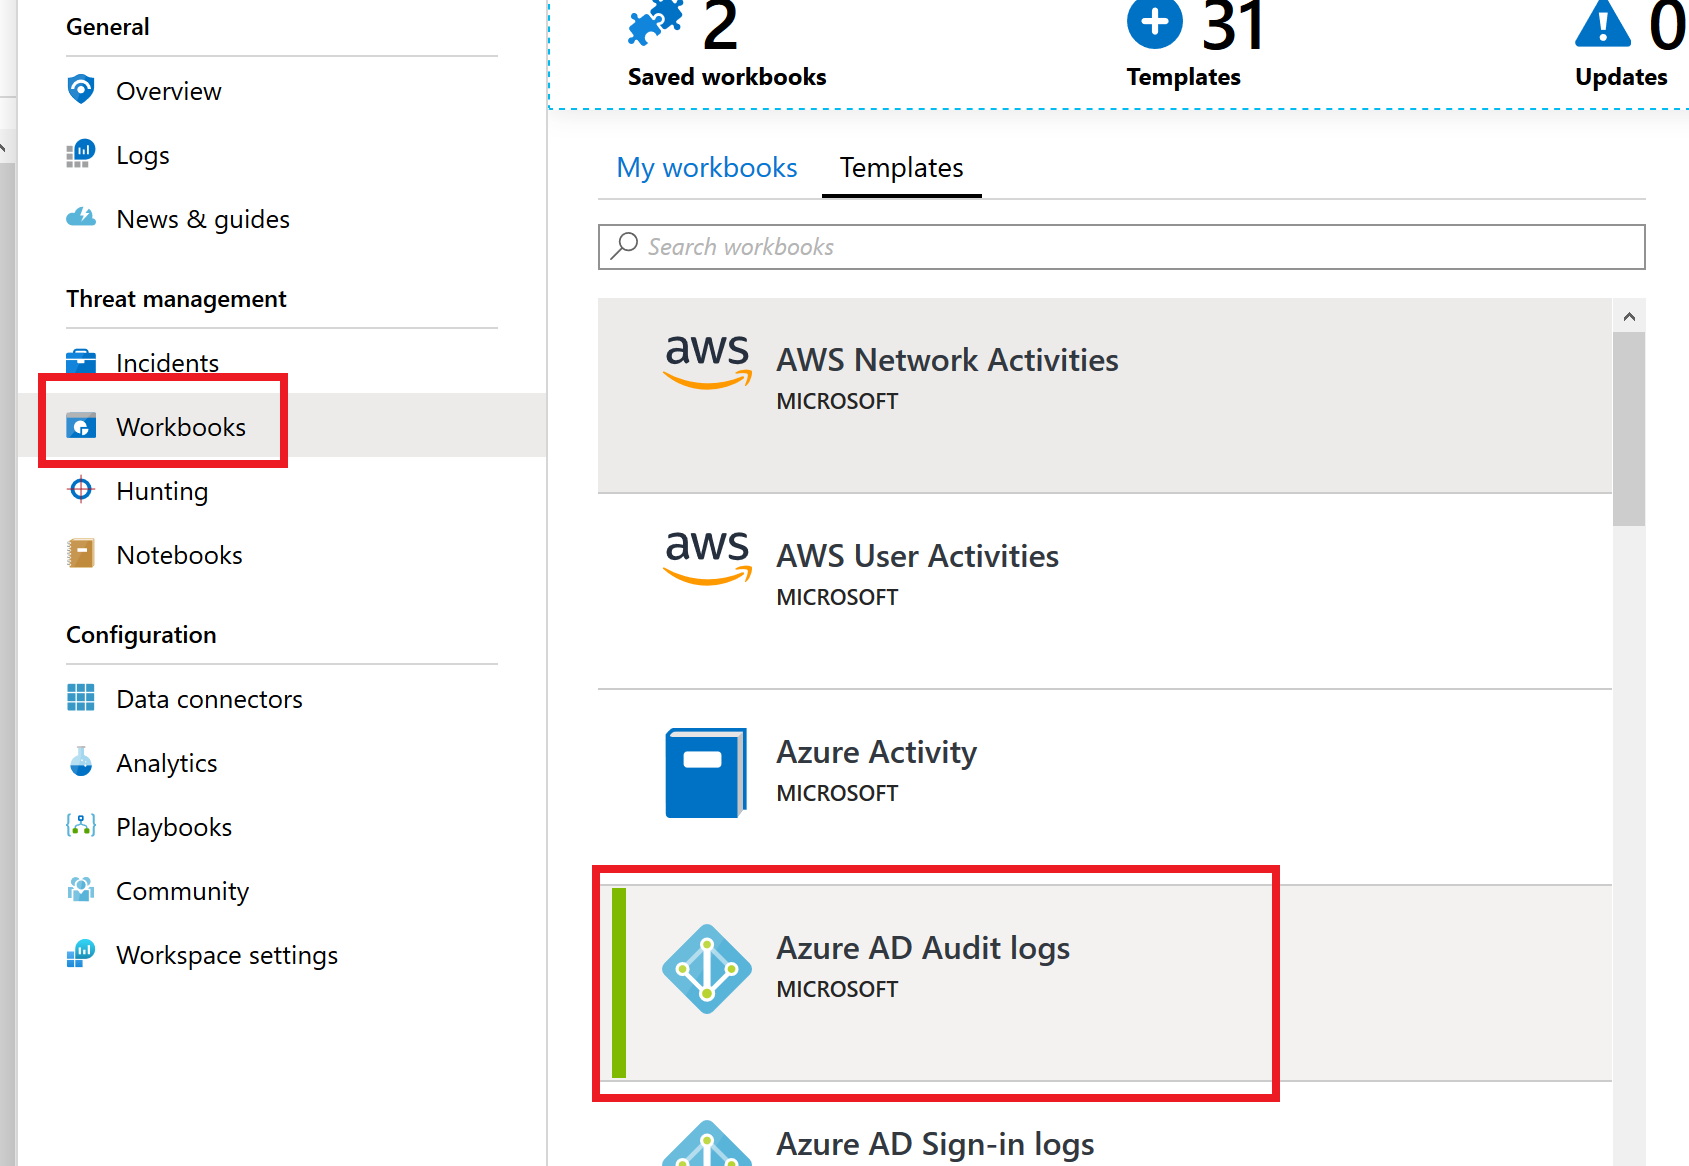 General
Overview
Logs
News & guides
Threat management
Incidents
Workbooks
Hunting
Notebooks
Configuration
Data connectors
Analytics
Playbooks
Community
Workspace settings
2
Saved workbooks
31
Templates
0
Updates
My workbooks
Templates
Search workbooks
aws
AWS Network Activities
MICROSOFT
aws
AWS User Activities
MICROSOFT
Azure Activity
MICROSOFT
Azure AD Audit logs
MICROSOFT
Azure AD Sign-in logs